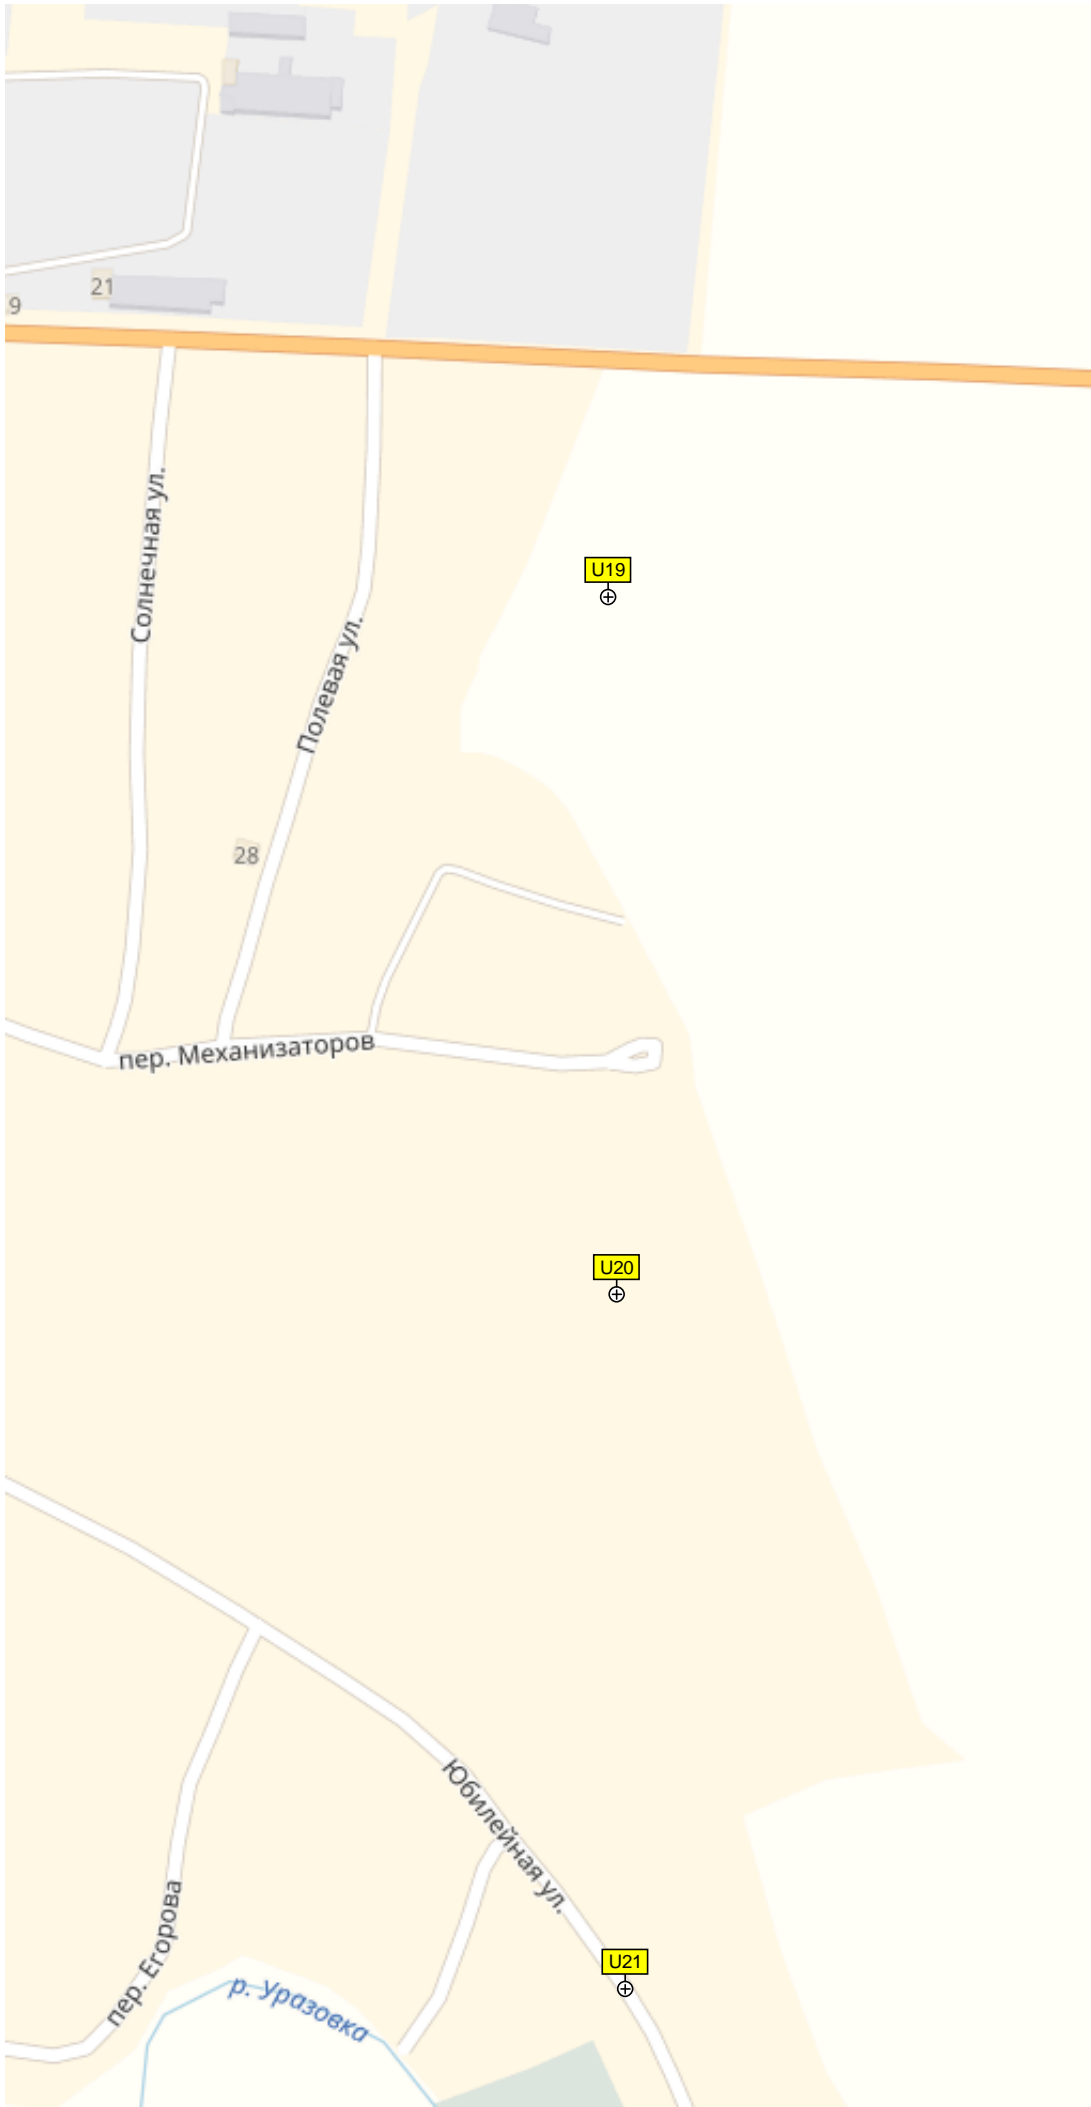 21
9
Солнечная ул.
U19
Полевая ул.
28
пер. Механизаторов
U20
Юбилейная ул.
пер. Егорова
U21
р. Уразовка